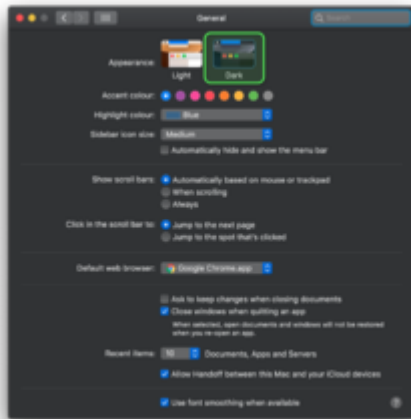 General
Search
Appearance:
Light Dark
Accent colour:
Highlight colour: Blue
Sidebar icon size: Medium
Automatically hide and show the menu bar
Show scroll bars: Automatically based on mouse or trackpad
When scrolling
Always
Click in the scroll bar to: Jump to the next page
Jump to the spot that's clicked
Default web browser: Google Chrome.app
Ask to keep changes when closing documents
Close windows when quitting an app
When selected, open documents and windows will not be restored
when you re-open an app.
Recent items: 10 Documents, Apps and Servers
Allow Handoff between this Mac and your iCloud devices
Use font smoothing when available
?